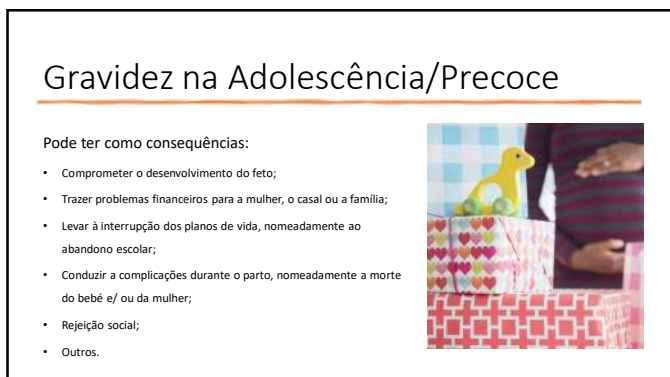 Gravidez na Adolescência/Precoce
Pode ter como consequências:
• Comprometer o desenvolvimento do feto;
• Trazer problemas financeiros para a mulher, o casal ou a família;
• Levar à interrupção dos planos de vida, nomeadamente ao
abandono escolar;
• Conduzir a complicações durante o parto, nomeadamente a morte
do bebé e/ ou da mulher;
• Rejeição social;
• Outros.